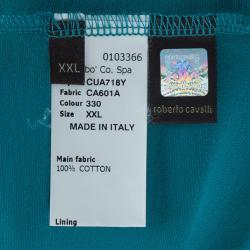 XXL
0103366
bo' Co. Spa
CUA718Y
Fabric CA601A
Colour 330
Size XXL
MADE IN ITALY
Main fabric
100% COTTON
Lining
roberto cavalli